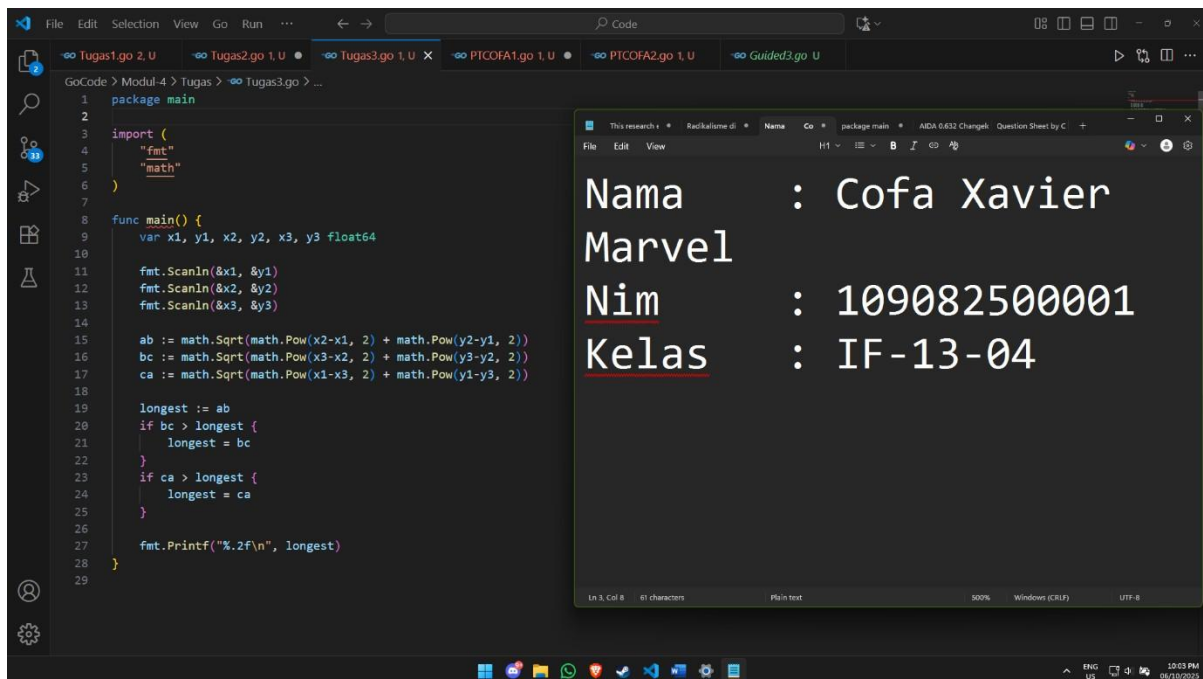 File Edit Selection View Go Run ... Code
Tugas1.go 2, U Tugas2.go 1, U Tugas3.go 1, U PTCOFA1.go 1, U PTCOFA2.go 1, U Guided3.go U
GoCode > Modul-4 > Tugas > Tugas3.go > ...
1 package main
2
3 import (
4 "fmt"
5 "math"
6 )
7
8 func main() {
9 var x1, y1, x2, y2, x3, y3 float64
10
11 fmt.Scanln(&x1, &y1)
12 fmt.Scanln(&x2, &y2)
13 fmt.Scanln(&x3, &y3)
14
15 ab := math.Sqrt(math.Pow(x2-x1, 2) + math.Pow(y2-y1, 2))
16 bc := math.Sqrt(math.Pow(x3-x2, 2) + math.Pow(y3-y2, 2))
17 ca := math.Sqrt(math.Pow(x1-x3, 2) + math.Pow(y1-y3, 2))
18
19 longest := ab
20 if bc > longest {
21 longest = bc
22 }
23 if ca > longest {
24 longest = ca
25 }
26
27 fmt.Printf("%.2f\n", longest)
28 }
29
2
33
This research Radikalisme di Nama Co package main AIDA 0.632 Changelo Question Sheet by C
File Edit View H1 B I
Nama : Cofa Xavier
Marvel
Nim : 109082500001
Kelas : IF-13-04
Ln 3, Col 8 61 characters Plain text 500% Windows (CRLF) UTF-8
ENG
US
10:03 PM
06/10/2025